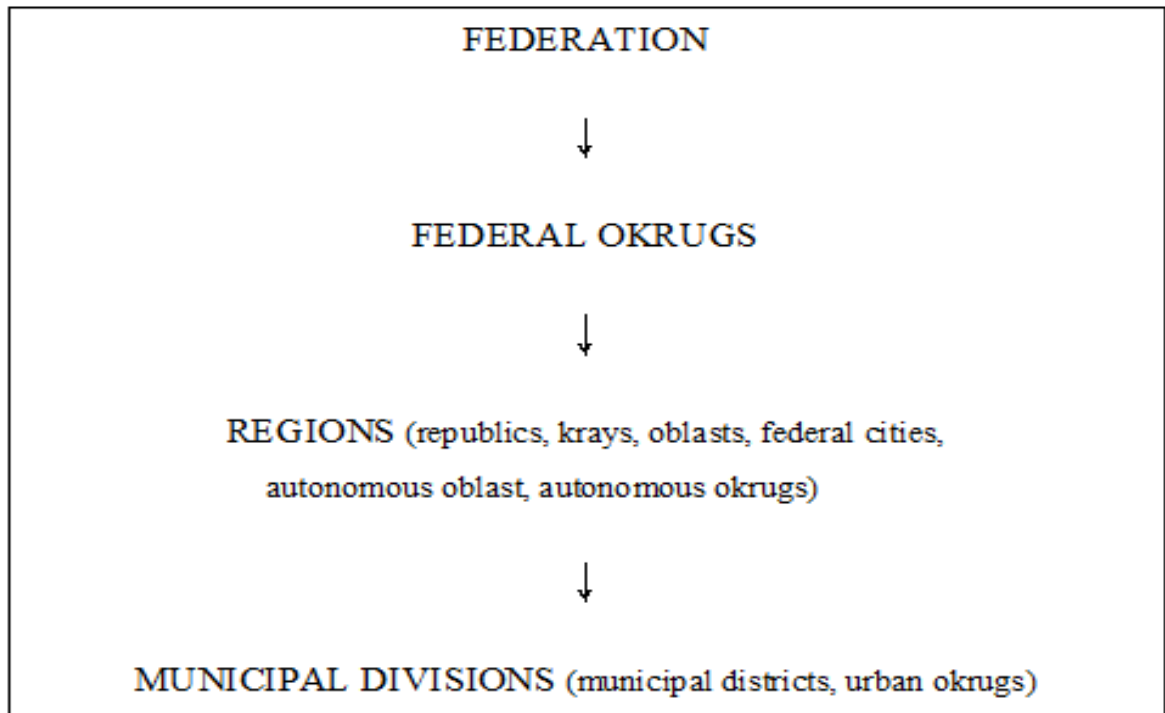 FEDERATION
↓
FEDERAL OKRUGS
↓
REGIONS (republics, krays, oblasts, federal cities,
autonomous oblast, autonomous okrugs)
↓
MUNICIPAL DIVISIONS (municipal districts, urban okrugs)